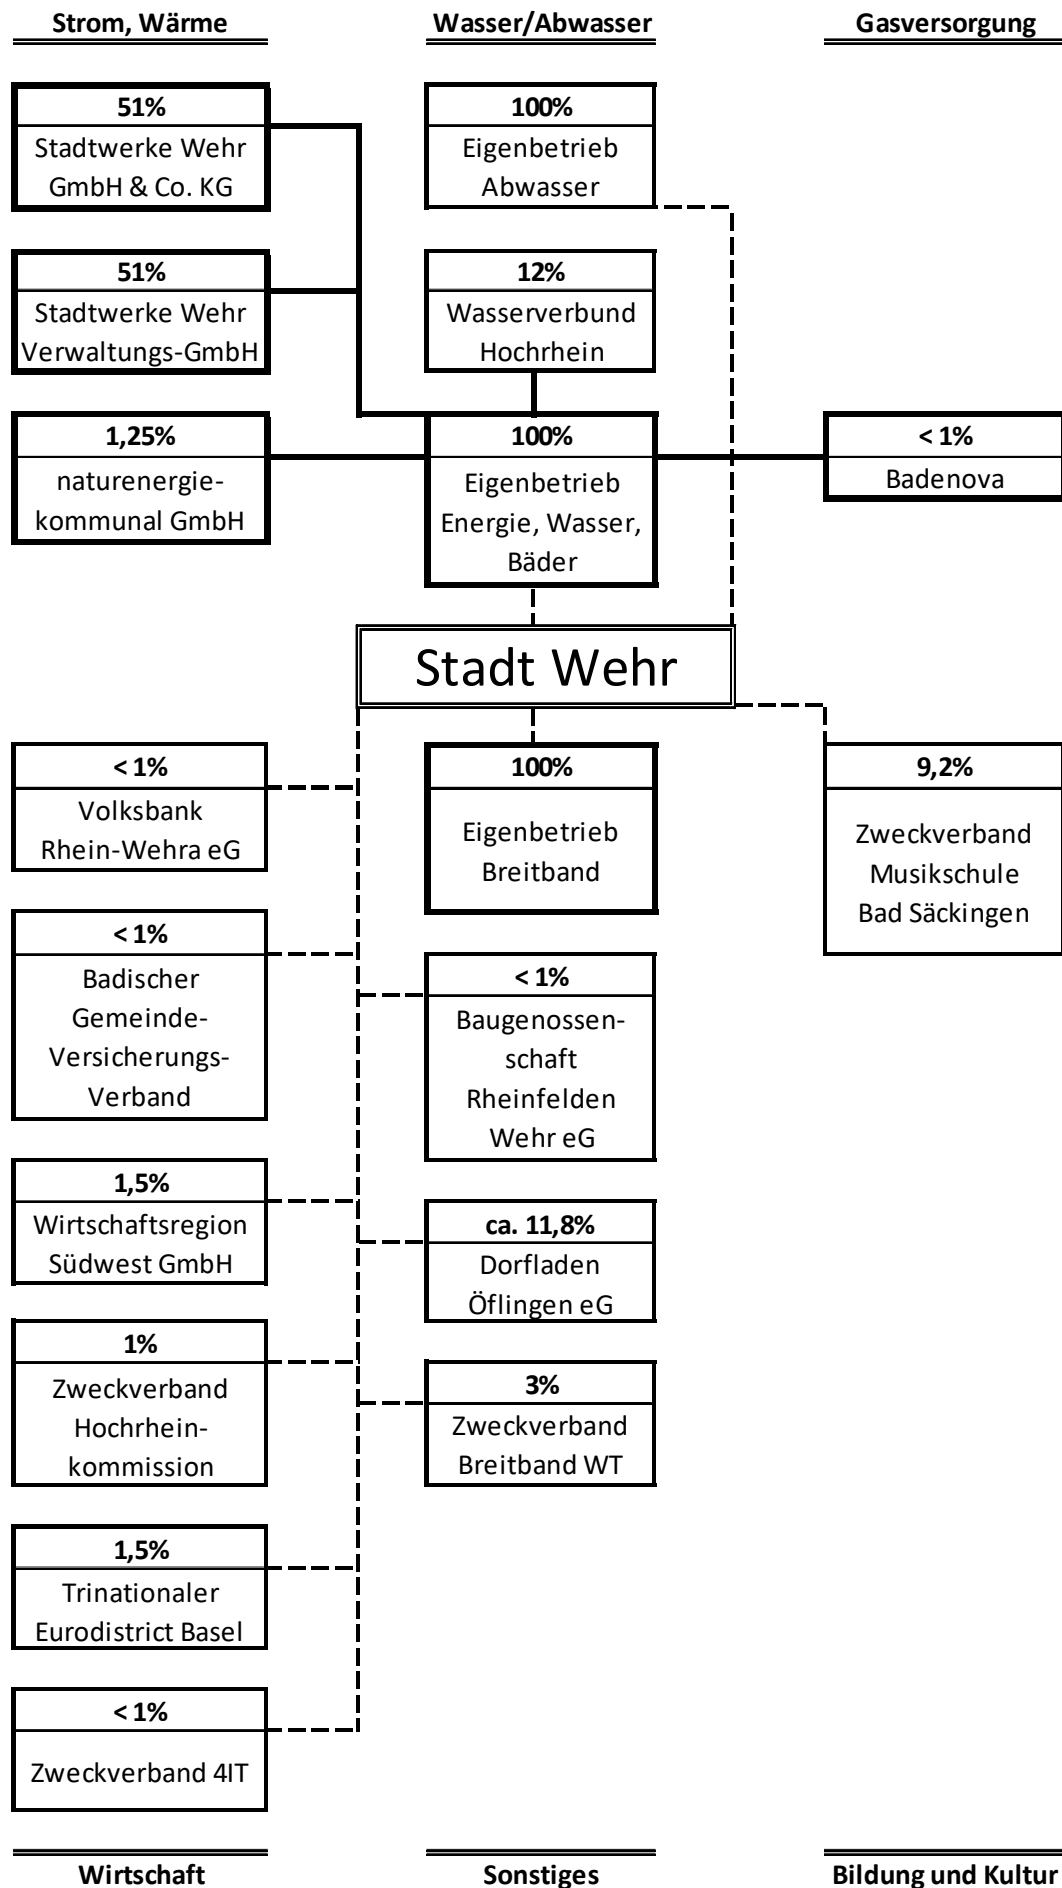 Strom, Wärme
Wasser/Abwasser
Gasversorgung
51%
Stadtwerke Wehr
GmbH & Co. KG
100%
Eigenbetrieb
Abwasser
51%
Stadtwerke Wehr
Verwaltungs-GmbH
12%
Wasserverbund
Hochrhein
1,25%
naturenergie-
kommunal GmbH
100%
Eigenbetrieb
Energie, Wasser,
Bäder
< 1%
Badenova
Stadt Wehr
< 1%
Volksbank
Rhein-Wehra eG
100%
Eigenbetrieb
Breitband
9,2%
Zweckverband
Musikschule
Bad Säckingen
< 1%
Badischer
Gemeinde-
Versicherungs-
Verband
< 1%
Baugenossen-
schaft
Rheinfelden
Wehr eG
1,5%
Wirtschaftsregion
Südwest GmbH
ca. 11,8%
Dorfladen
Öflingen eG
1%
Zweckverband
Hochrhein-
kommission
3%
Zweckverband
Breitband WT
1,5%
Trinationaler
Eurodistrict Basel
< 1%
Zweckverband 4IT
Wirtschaft
Sonstiges
Bildung und Kultur